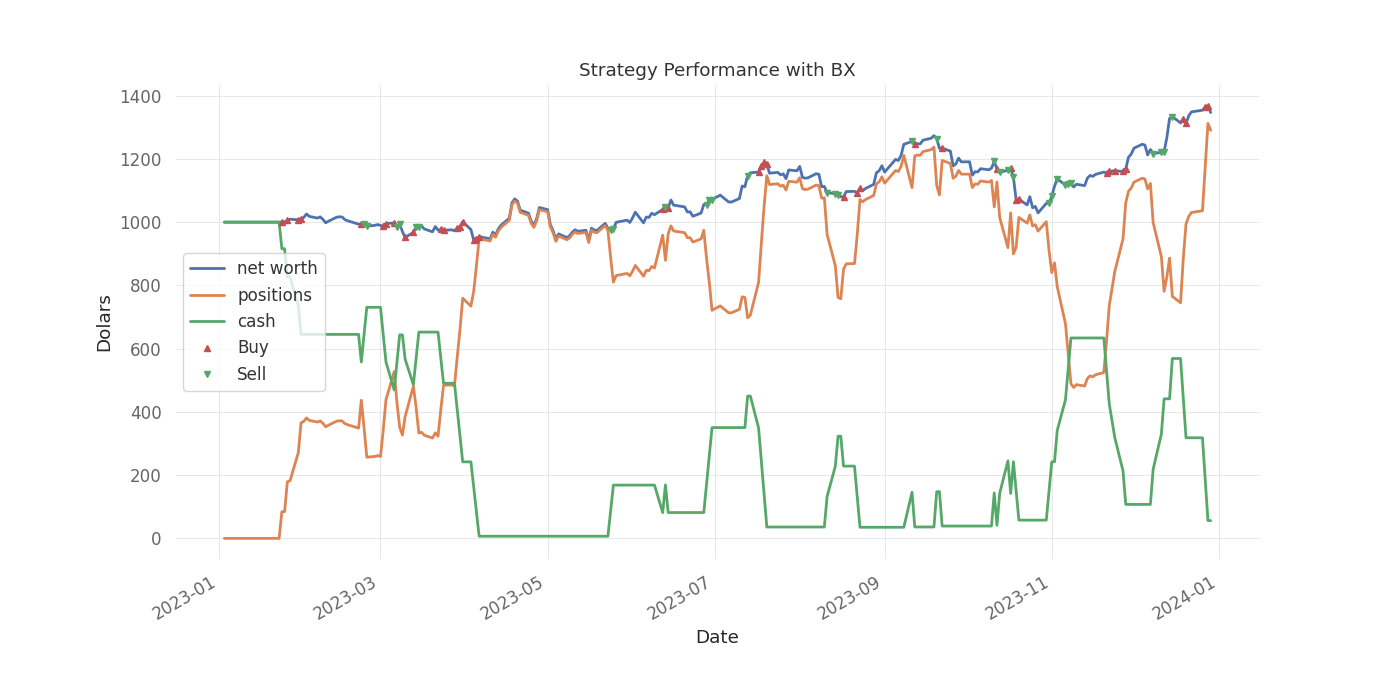 Strategy Performance with BX
1400
1200
1000
800
600
400
200
0
Dolars
net worth
positions
cash
Buy
Sell
2023-01
2023-03
2023-05
2023-07
2023-09
2023-11
2024-01
Date